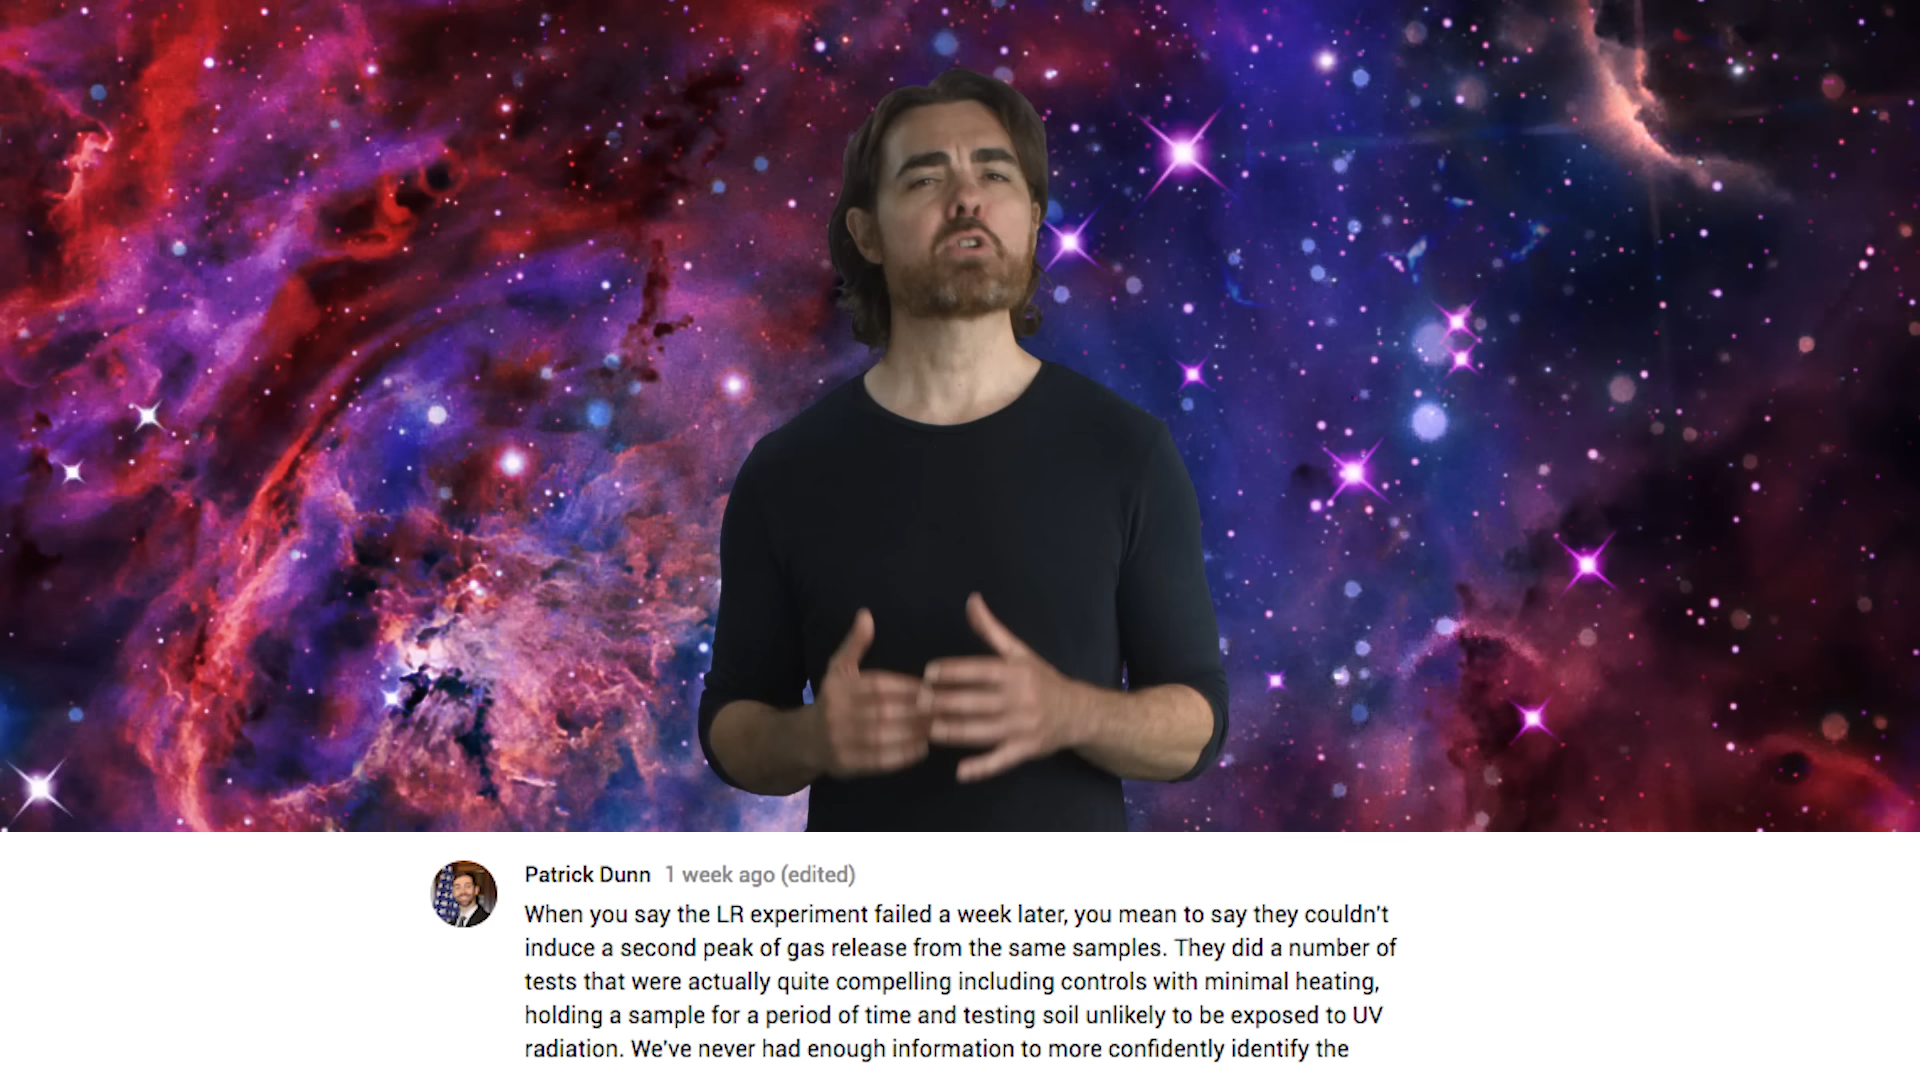 Patrick Dunn 1 week ago (edited)
When you say the LR experiment failed a week later, you mean to say they couldn't
induce a second peak of gas release from the same samples. They did a number of
tests that were actually quite compelling including controls with minimal heating,
holding a sample for a period of time and testing soil unlikely to be exposed to UV
radiation. We've never had enough information to more confidently identify the